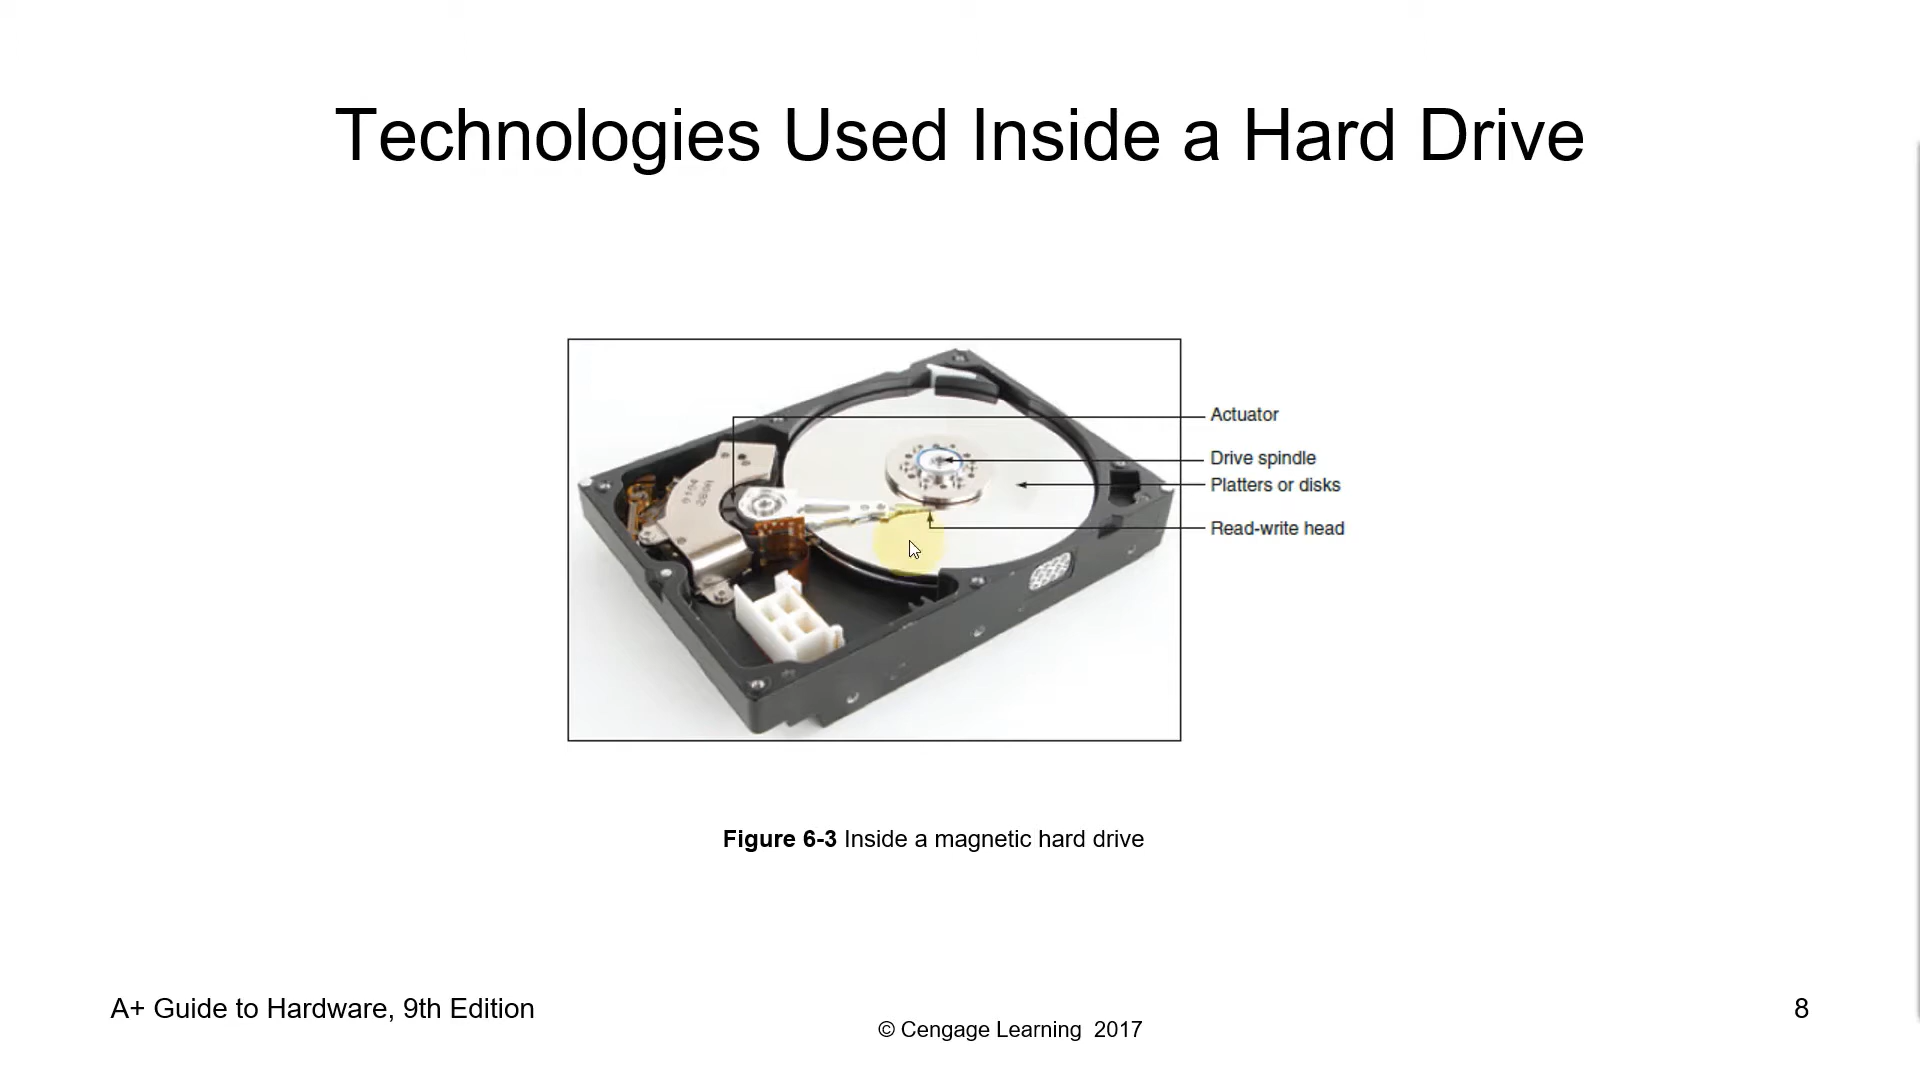 Technologies Used Inside a Hard Drive
Actuator
Drive spindle
Platters or disks
Read-write head
Figure 6-3 Inside a magnetic hard drive
A+ Guide to Hardware, 9th Edition
© Cengage Learning 2017
8